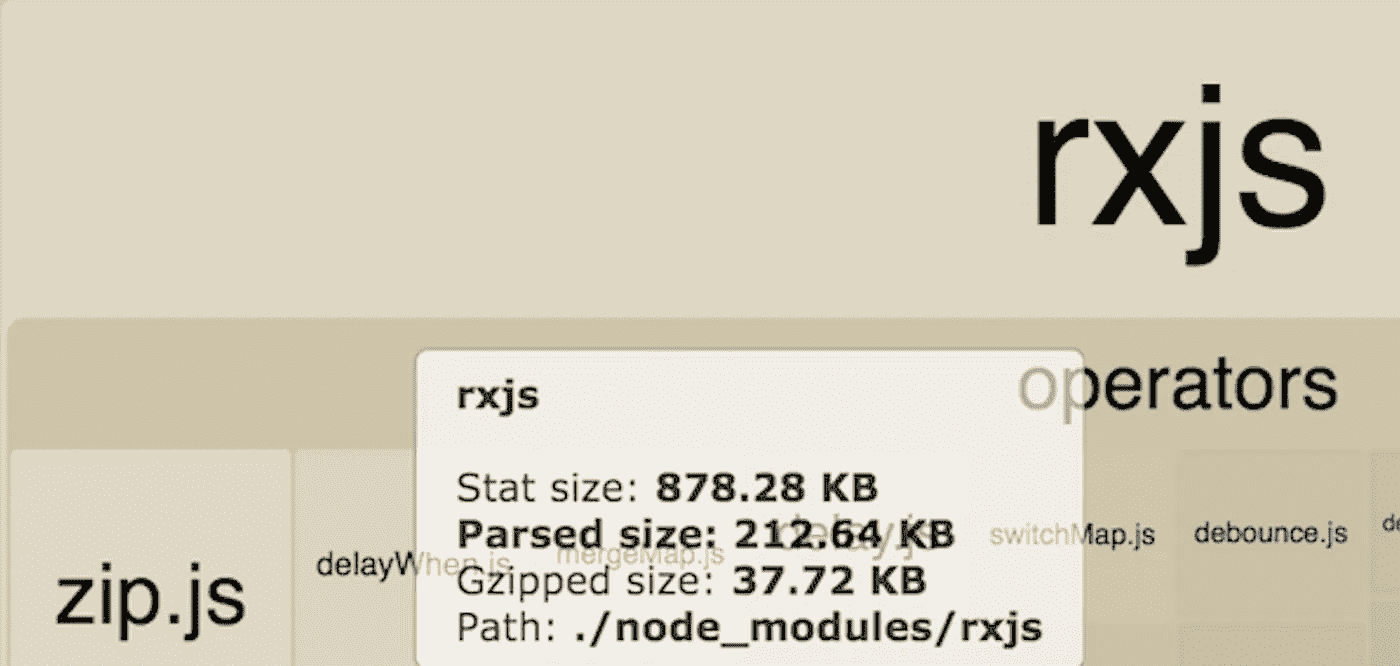 rxjs
operators
rxjs
Stat size: 878.28 KB
Parsed size: 212.64 KB
Gzipped size: 37.72 KB
Path: ./node_modules/rxjs
zip.js
delayWhen.js
mergeMap.js
delay.js
switchMap.js
debounce.js